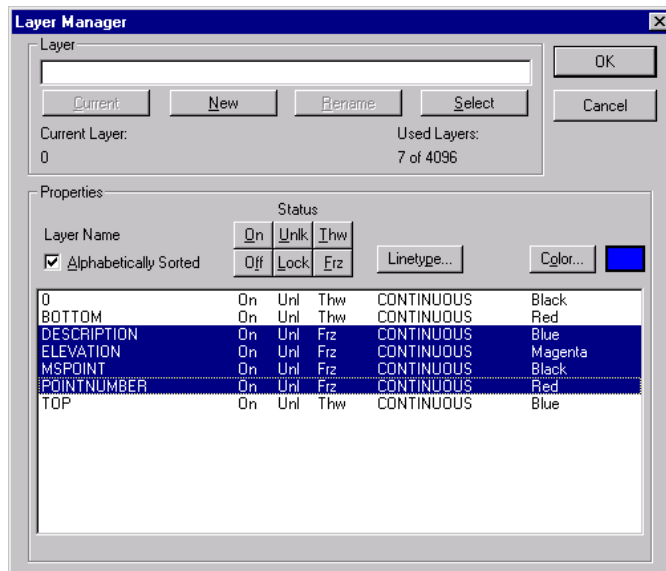 Layer Manager
Layer
OK
Current New Rename Select
Cancel
Current Layer: Used Layers:
0 7 of 4096
Properties
Status
Layer Name On Unlk Thw
Alphabetically Sorted Off Lock Frz Linetype... Color...
0 On Unl Thw CONTINUOUS Black
BOTTOM On Unl Thw CONTINUOUS Red
DESCRIPTION On Unl Frz CONTINUOUS Blue
ELEVATION On Unl Frz CONTINUOUS Magenta
MSPOINT On Unl Frz CONTINUOUS Black
POINTNUMBER On Unl Frz CONTINUOUS Red
TOP On Unl Thw CONTINUOUS Blue